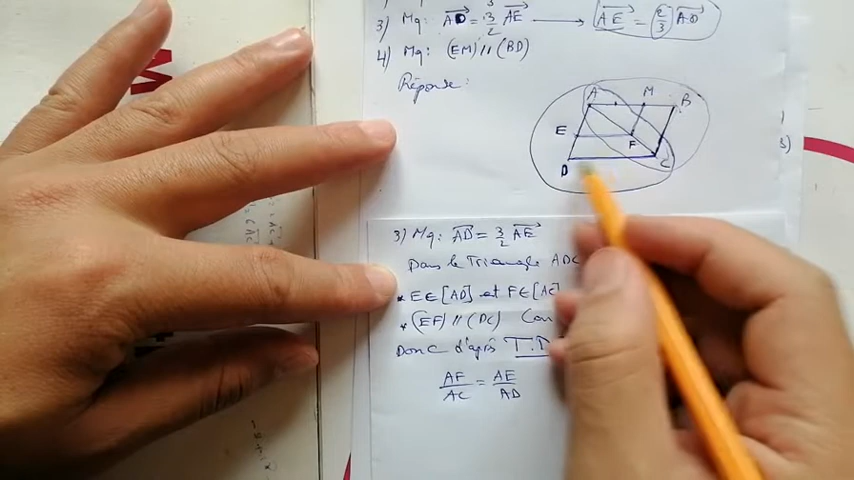 3) Mq: AD = 3/2 AE → AE = 2/3 AD
4) Mq: (EM) // (BD)
Réponse:
A M B
E F
D C
3)
3) Mq: AD = 3/2 AE
Dans le Triangle ADC
* E∈[AD] et F∈[AC]
* (EF) // (DC)
Donc d'après T.D
AF/AC = AE/AD